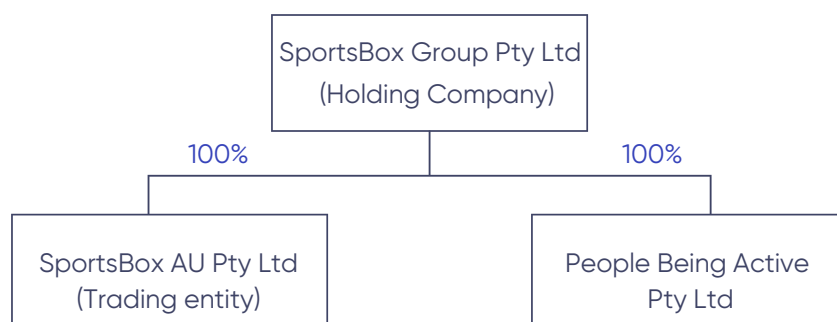 SportsBox Group Pty Ltd
(Holding Company)
100%
100%
SportsBox AU Pty Ltd
(Trading entity)
People Being Active
Pty Ltd